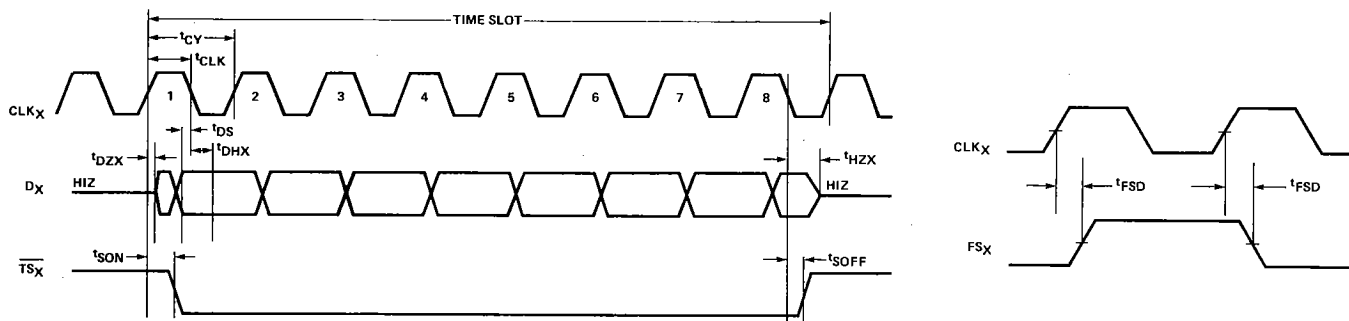 TIME SLOT
tCY
tCLK
CLKX
1 2 3 4 5 6 7 8
tDS
tDHX
tDZX
tHZX
DX
HIZ
HIZ
tSON
tSOFF
TSX
CLKX
tFSD
tFSD
FSX